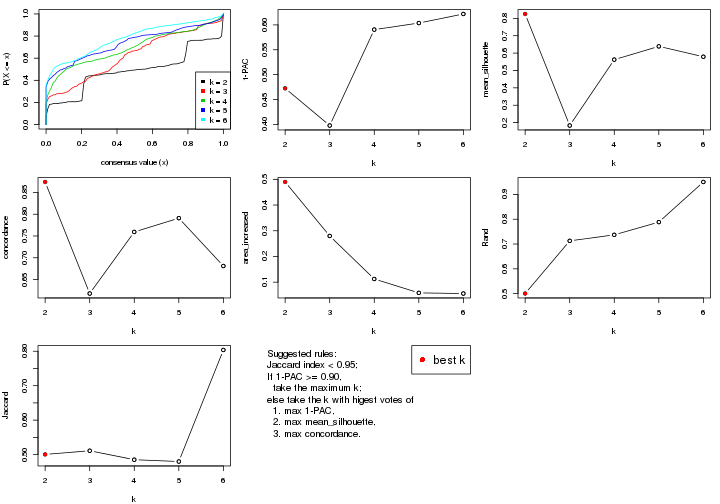 P(X <= x)
0.0 0.2 0.4 0.6 0.8 1.0
k = 2
k = 3
k = 4
k = 5
k = 6
0.0 0.2 0.4 0.6 0.8 1.0
consensus value (x)
1-PAC
0.40 0.45 0.50 0.55 0.60
2 3 4 5 6
k
mean_silhouette
0.2 0.3 0.4 0.5 0.6 0.7 0.8
2 3 4 5 6
k
concordance
0.65 0.70 0.75 0.80 0.85
2 3 4 5 6
k
area_increased
0.1 0.2 0.3 0.4 0.5
2 3 4 5 6
k
Rand
0.5 0.6 0.7 0.8 0.9
2 3 4 5 6
k
Jaccard
0.50 0.60 0.70 0.80
2 3 4 5 6
k
Suggested rules:
Jaccard index < 0.95;
If 1-PAC >= 0.90,
take the maximum k;
else take the k with higest votes of
1. max 1-PAC,
2. max mean_silhouette,
3. max concordance.
best k